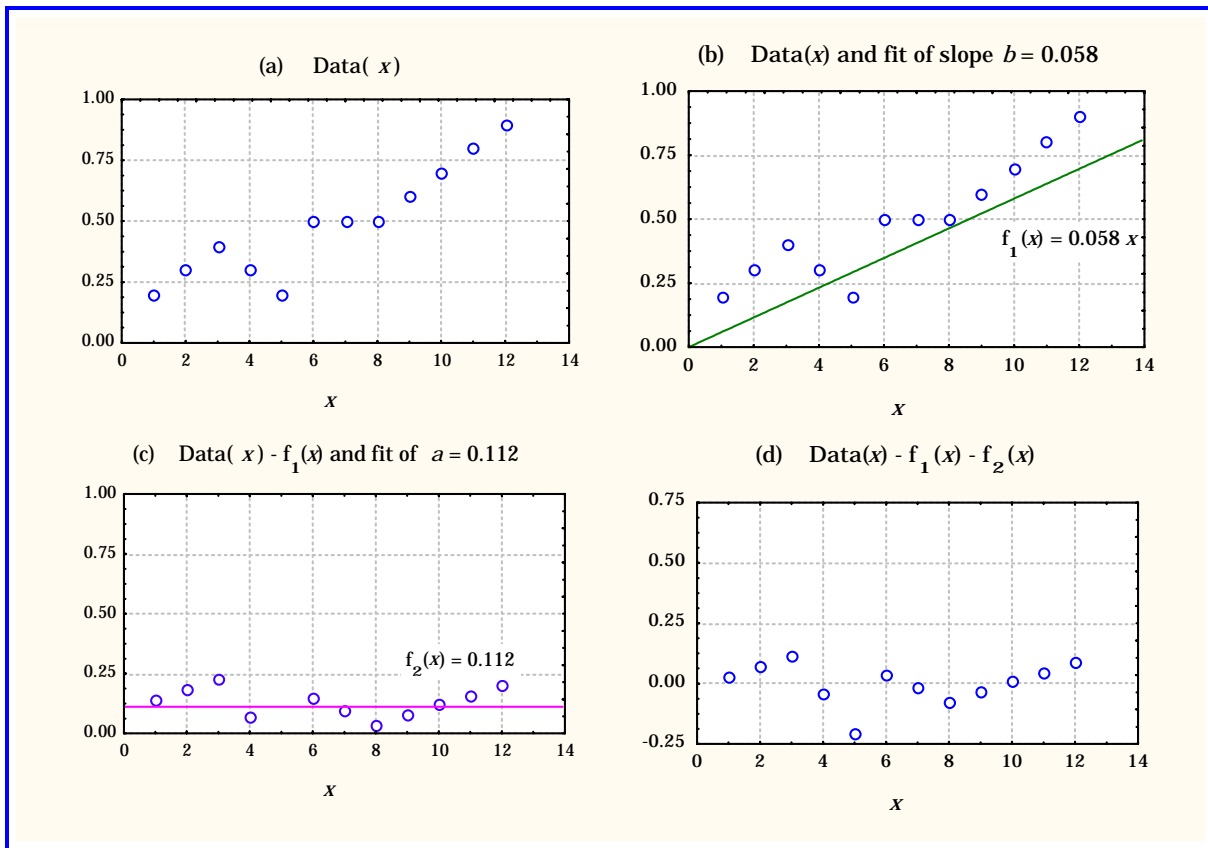 (a) Data( x)
1.00
0.75
0.50
0.25
0.00
0 2 4 6 8 10 12 14
x
(b) Data(x) and fit of slope b = 0.058
1.00
0.75
0.50
0.25
0.00
f1(x) = 0.058 x
0 2 4 6 8 10 12 14
x
(c) Data( x) - f1(x) and fit of a = 0.112
1.00
0.75
0.50
0.25
0.00
f2(x) = 0.112
0 2 4 6 8 10 12 14
x
(d) Data(x) - f1(x) - f2(x)
0.75
0.50
0.25
0.00
-0.25
0 2 4 6 8 10 12 14
x